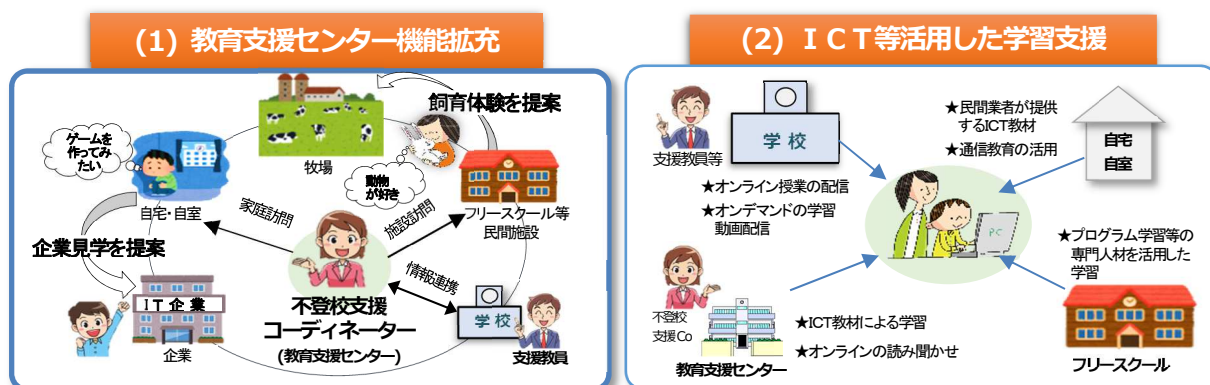 (1) 教育支援センター機能拡充
飼育体験を提案
ゲームを
作ってみ
たい
牧場
動物
が好き
自宅・自室
家庭訪問
施設訪問
フリースクール等
民間施設
企業見学を提案
情報連携
IT企業
企業
不登校支援
コーディネーター
(教育支援センター)
学校
支援教員
(2) ICT等活用した学習支援
支援教員等
学校
★民間業者が提供
するICT教材
★通信教育の活用
自宅
自室
★オンライン授業の配信
★オンデマンドの学習
動画配信
PC
★プログラム学習等の
専門人材を活用した
学習
不登校
支援Co
★ICT教材による学習
★オンラインの読み聞かせ
教育支援センター
フリースクール